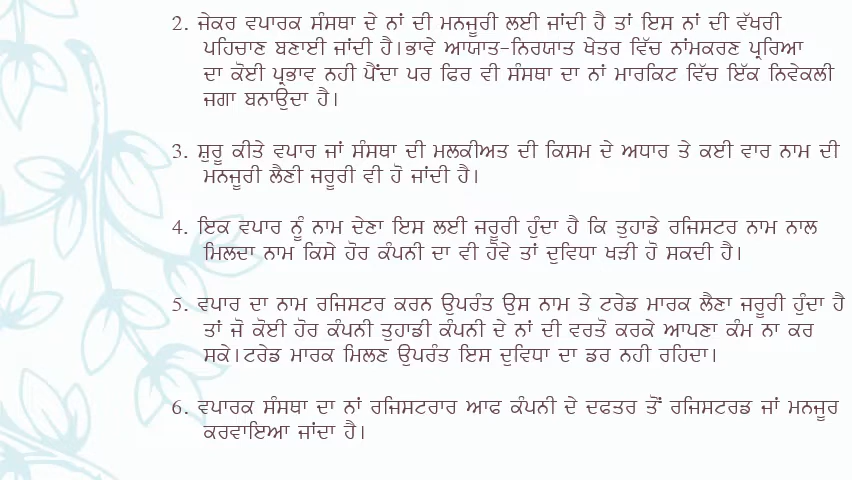 2. ਜੇਕਰ ਵਪਾਰਕ ਸੰਸਥਾ ਦੇ ਨਾਂ ਦੀ ਮਨਜੂਰੀ ਲਈ ਜਾਂਦੀ ਹੈ ਤਾਂ ਇਸ ਨਾਂ ਦੀ ਵੱਖਰੀ
ਪਹਿਚਾਣ ਬਣਾਈ ਜਾਂਦੀ ਹੈ।ਭਾਵੇ ਆਯਾਤ-ਨਿਰਯਾਤ ਖੇਤਰ ਵਿੱਚ ਨਾਂਮਕਰਣ ਪ੍ਰਰਿਆ
ਦਾ ਕੋਈ ਪ੍ਰਭਾਵ ਨਹੀ ਪੈਂਦਾ ਪਰ ਫਿਰ ਵੀ ਸੰਸਥਾ ਦਾ ਨਾਂ ਮਾਰਕਿਟ ਵਿੱਚ ਇੱਕ ਨਿਵੇਕਲੀ
ਜਗਾ ਬਨਾਉਦਾ ਹੈ।
3. ਸ਼ੁਰੂ ਕੀਤੇ ਵਪਾਰ ਜਾਂ ਸੰਸਥਾ ਦੀ ਮਲਕੀਅਤ ਦੀ ਕਿਸਮ ਦੇ ਅਧਾਰ ਤੇ ਕਈ ਵਾਰ ਨਾਮ ਦੀ
ਮਨਜੂਰੀ ਲੈਣੀ ਜਰੂਰੀ ਵੀ ਹੋ ਜਾਂਦੀ ਹੈ।
4. ਇਕ ਵਪਾਰ ਨੂੰ ਨਾਮ ਦੇਣਾ ਇਸ ਲਈ ਜਰੂਰੀ ਹੁੰਦਾ ਹੈ ਕਿ ਤੁਹਾਡੇ ਰਜਿਸਟਰ ਨਾਮ ਨਾਲ
ਮਿਲਦਾ ਨਾਮ ਕਿਸੇ ਹੋਰ ਕੰਪਨੀ ਦਾ ਵੀ ਹੋਵੇ ਤਾਂ ਦੁਵਿਧਾ ਖੜੀ ਹੋ ਸਕਦੀ ਹੈ।
5. ਵਪਾਰ ਦਾ ਨਾਮ ਰਜਿਸਟਰ ਕਰਨ ਉਪਰੰਤ ਉਸ ਨਾਮ ਤੇ ਟਰੇਡ ਮਾਰਕ ਲੈਣਾ ਜਰੂਰੀ ਹੁੰਦਾ ਹੈ
ਤਾਂ ਜੋ ਕੋਈ ਹੋਰ ਕੰਪਨੀ ਤੁਹਾਡੀ ਕੰਪਨੀ ਦੇ ਨਾਂ ਦੀ ਵਰਤੋ ਕਰਕੇ ਆਪਣਾ ਕੰਮ ਨਾ ਕਰ
ਸਕੇ।ਟਰੇਡ ਮਾਰਕ ਮਿਲਣ ਉਪਰੰਤ ਇਸ ਦੁਵਿਧਾ ਦਾ ਡਰ ਨਹੀ ਰਹਿਦਾ।
6. ਵਪਾਰਕ ਸੰਸਥਾ ਦਾ ਨਾਂ ਰਜਿਸਟਰਾਰ ਆਫ ਕੰਪਨੀ ਦੇ ਦਫਤਰ ਤੋਂ ਰਜਿਸਟਰਡ ਜਾਂ ਮਨਜੂਰ
ਕਰਵਾਇਆ ਜਾਂਦਾ ਹੈ।